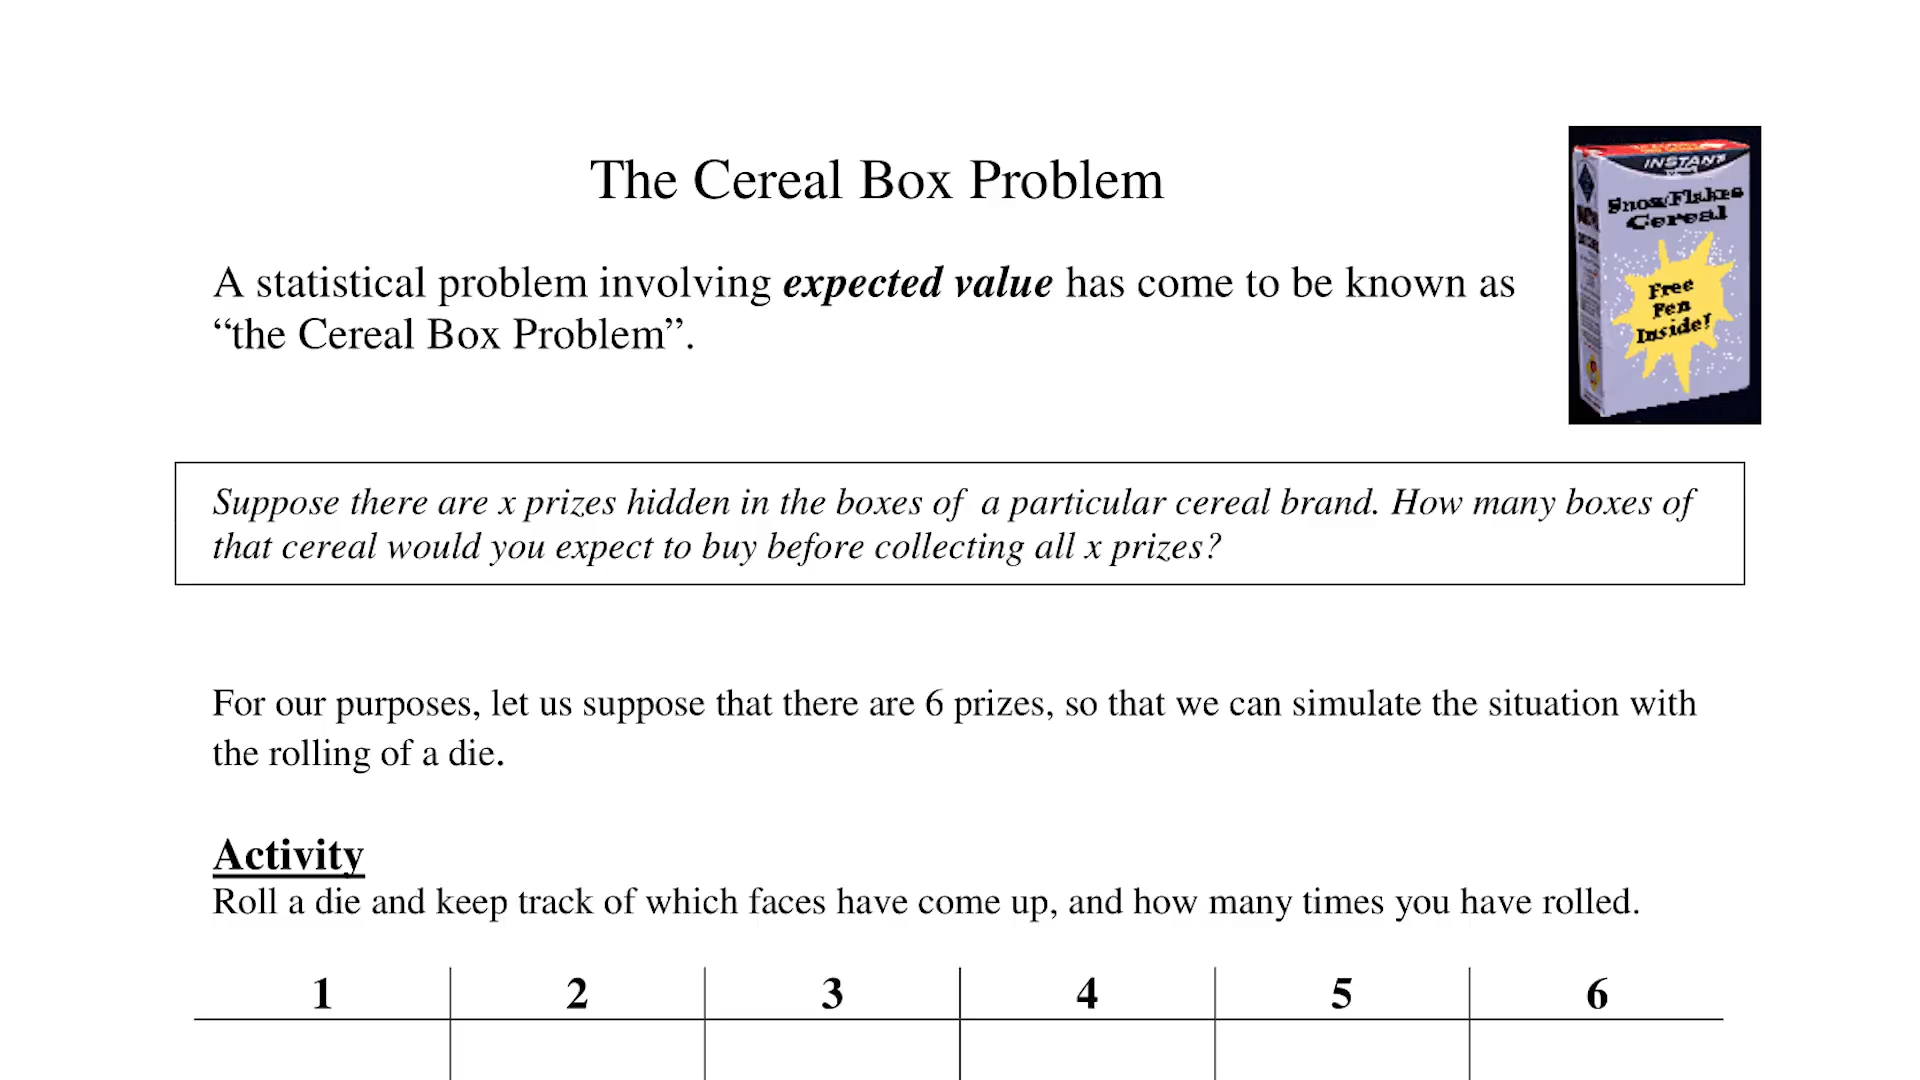 The Cereal Box Problem
A statistical problem involving expected value has come to be known as
“the Cereal Box Problem”.
INSTANT
SnowFlakes
Cereal
Free
Pen
Inside!
Suppose there are x prizes hidden in the boxes of a particular cereal brand. How many boxes of
that cereal would you expect to buy before collecting all x prizes?
For our purposes, let us suppose that there are 6 prizes, so that we can simulate the situation with
the rolling of a die.
Activity
Roll a die and keep track of which faces have come up, and how many times you have rolled.
1 2 3 4 5 6